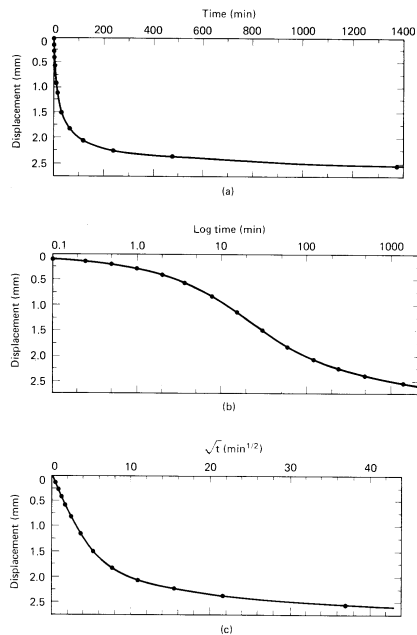 Time (min)
0 200 400 600 800 1000 1200 1400
Displacement (mm)
0
0.5
1.0
1.5
2.0
2.5
(a)
Log time (min)
0.1 1.0 10 100 1000
Displacement (mm)
0
0.5
1.0
1.5
2.0
2.5
(b)
√t (min1/2)
0 10 20 30 40
Displacement (mm)
0
0.5
1.0
1.5
2.0
2.5
(c)